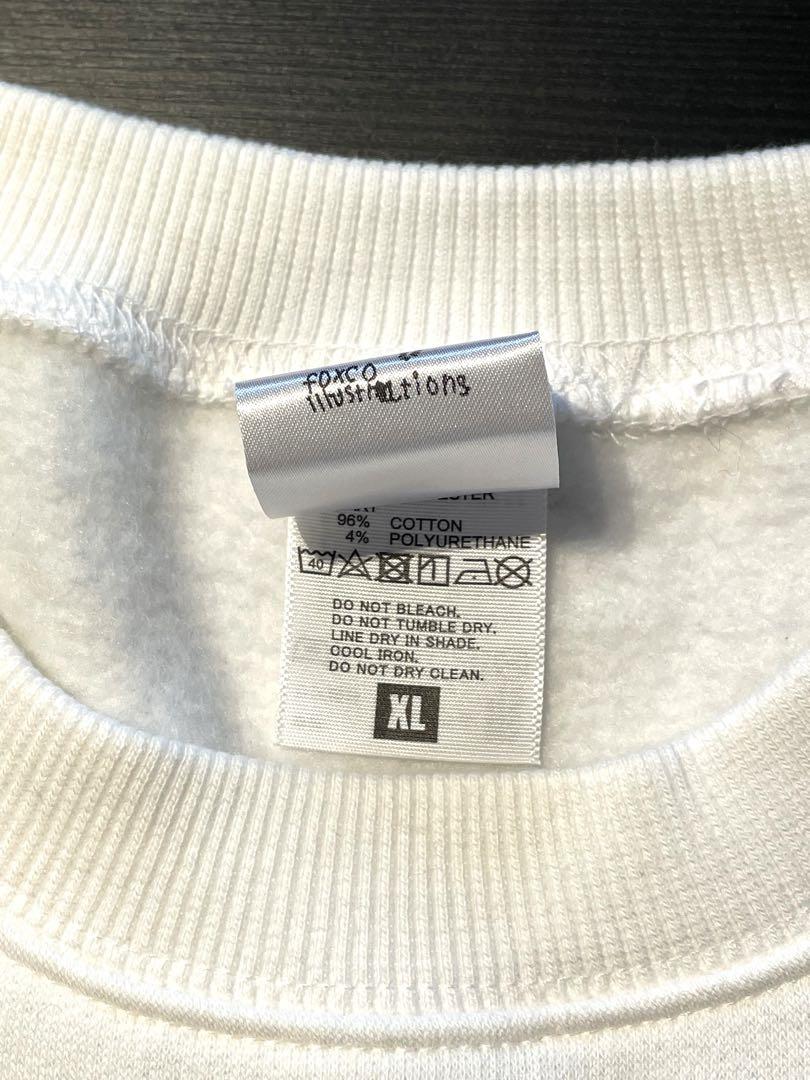 foxco
illustrations
96% COTTON
4% POLYURETHANE
40
DO NOT BLEACH.
DO NOT TUMBLE DRY.
LINE DRY IN SHADE.
COOL IRON.
DO NOT DRY CLEAN.
XL